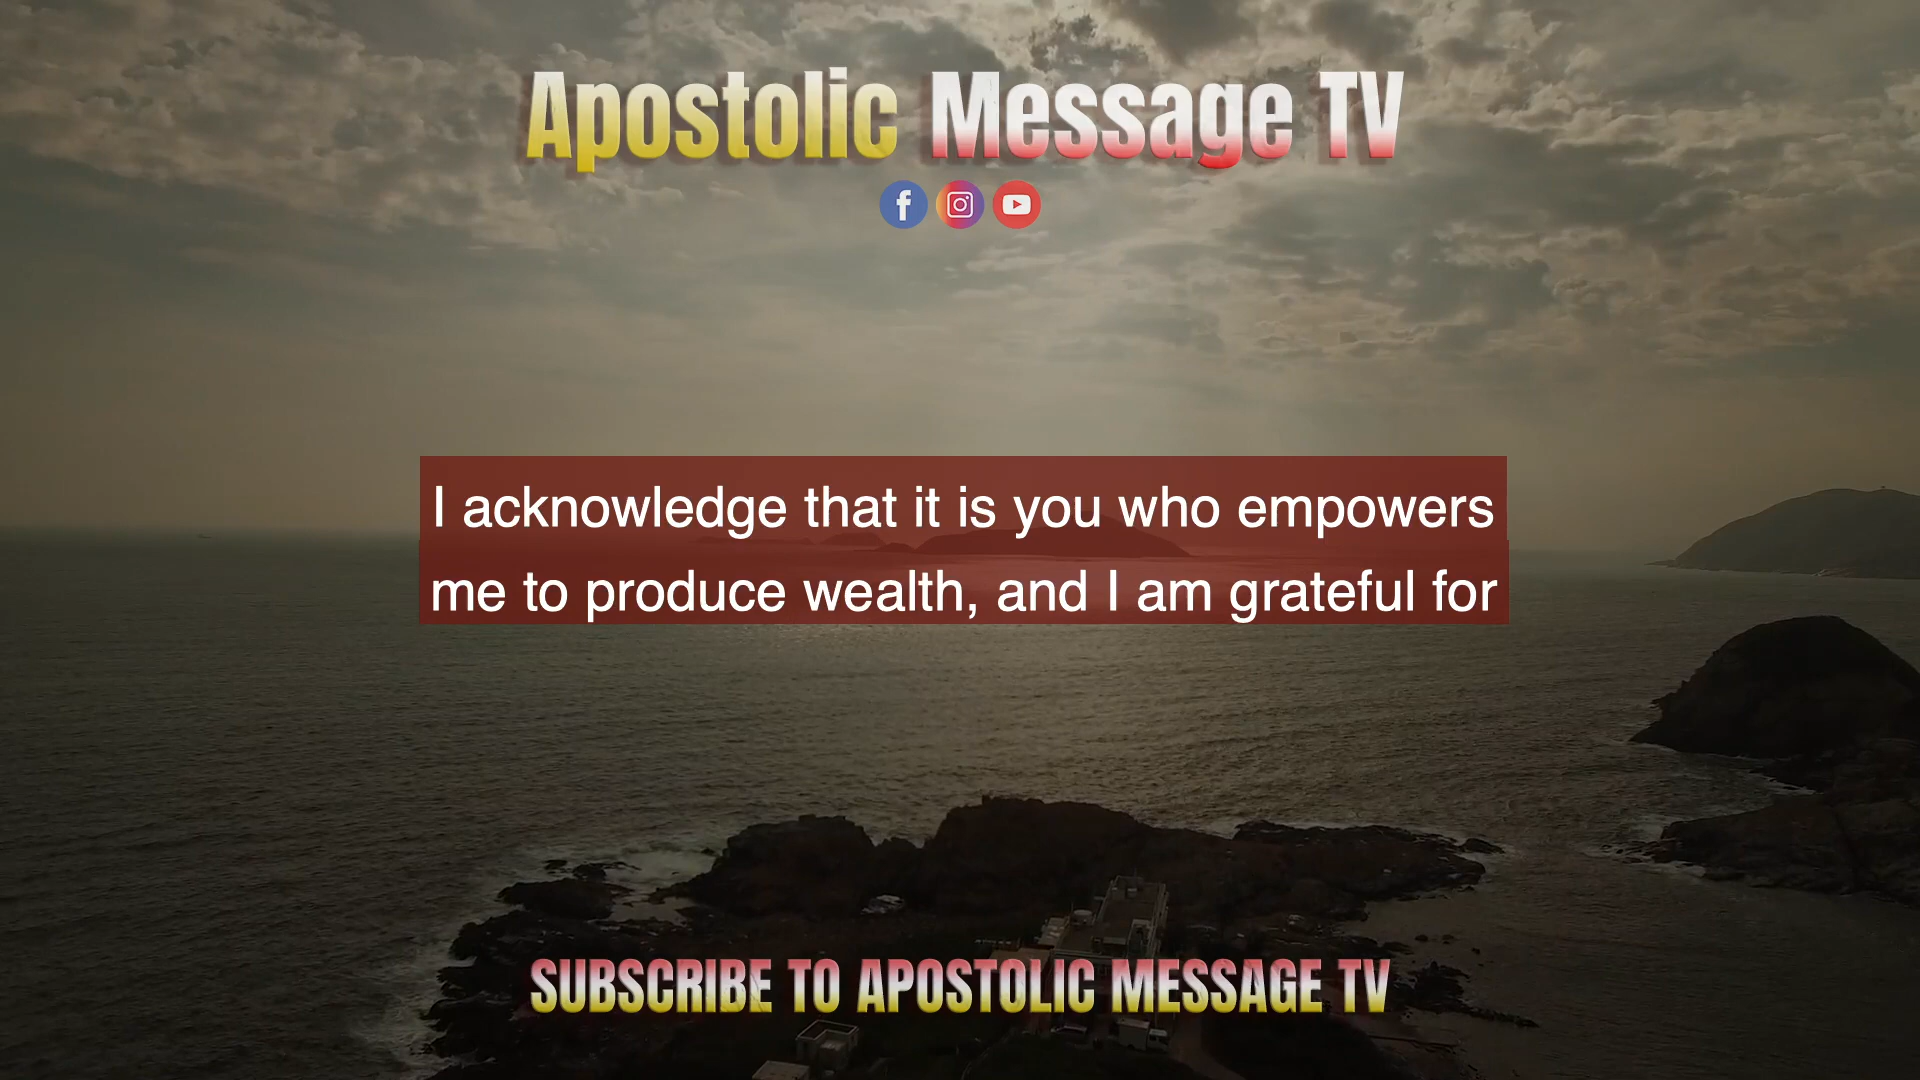 Apostolic Message TV
I acknowledge that it is you who empowers
me to produce wealth, and I am grateful for
SUBSCRIBE TO APOSTOLIC MESSAGE TV